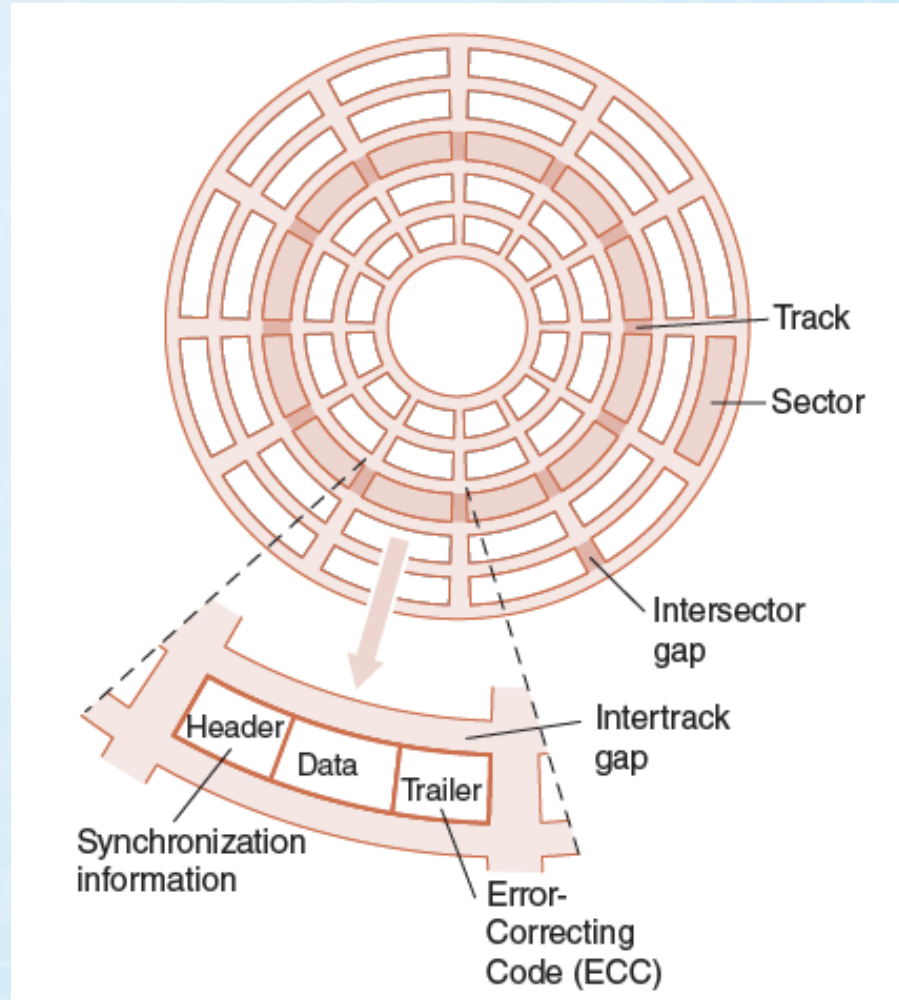 Track
Sector
Intersector
gap
Intertrack
gap
Header
Data
Trailer
Synchronization
information
Error-
Correcting
Code (ECC)